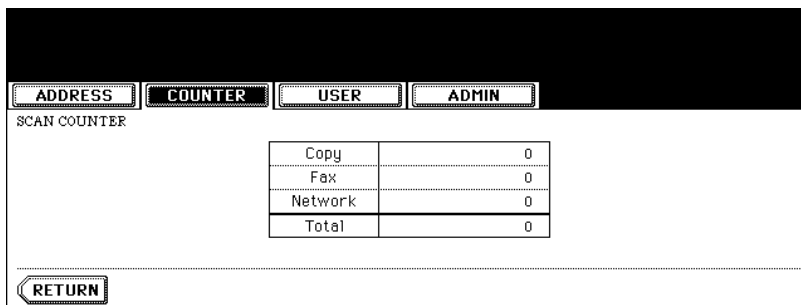 ADDRESS COUNTER USER ADMIN
SCAN COUNTER
Copy 0
Fax 0
Network 0
Total 0
RETURN